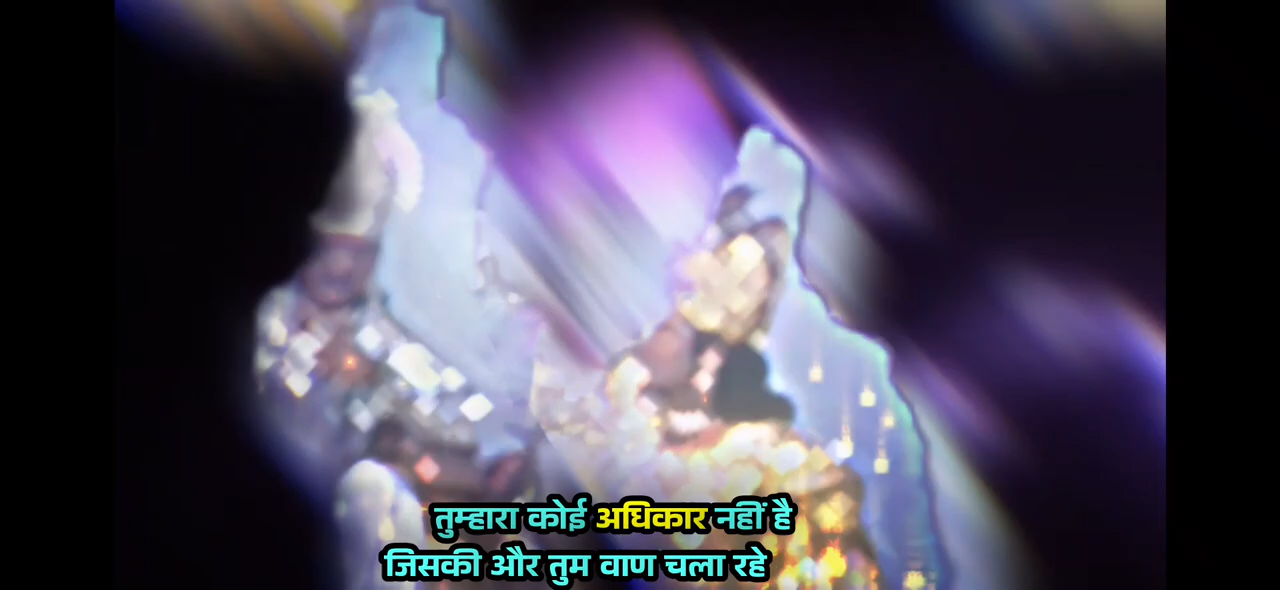 तुम्हारा कोई अधिकार नहीं है
जिसकी और तुम वाण चला रहे